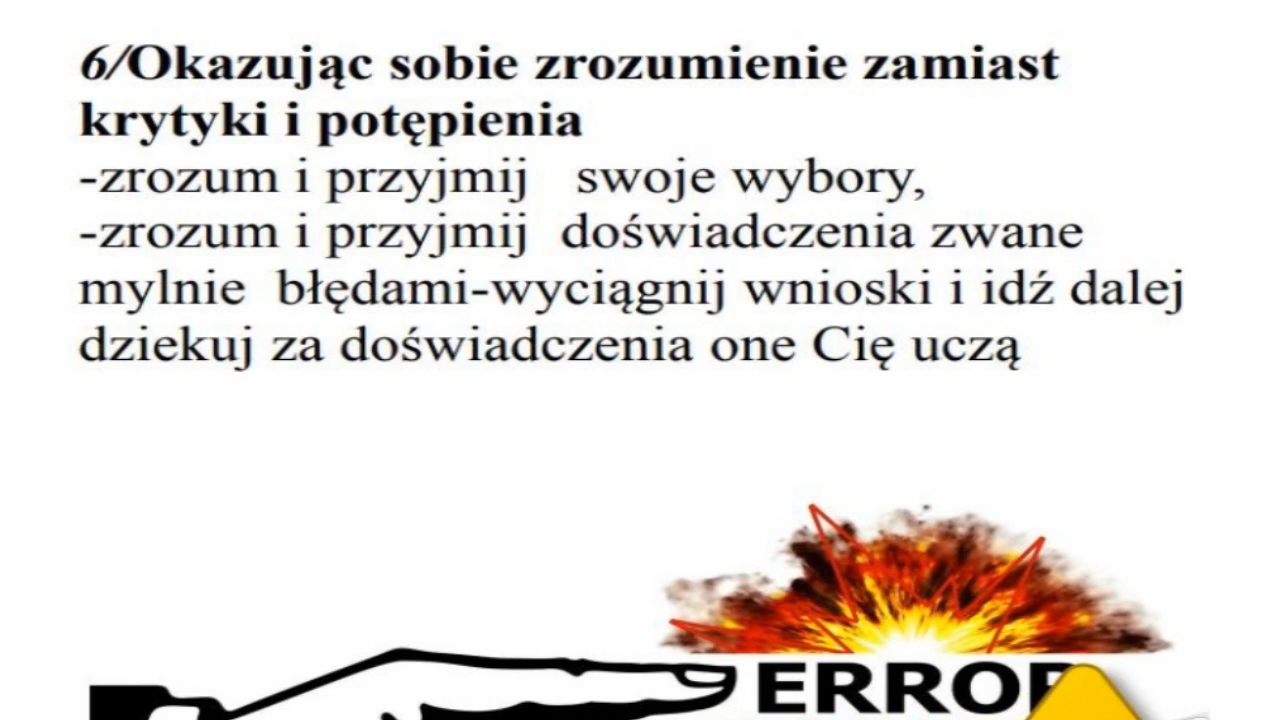 6/Okazując sobie zrozumienie zamiast
krytyki i potępienia
-zrozum i przyjmij swoje wybory,
-zrozum i przyjmij doświadczenia zwane
mylnie błędami-wyciągnij wnioski i idź dalej
dziekuj za doświadczenia one Cię uczą
ERROR